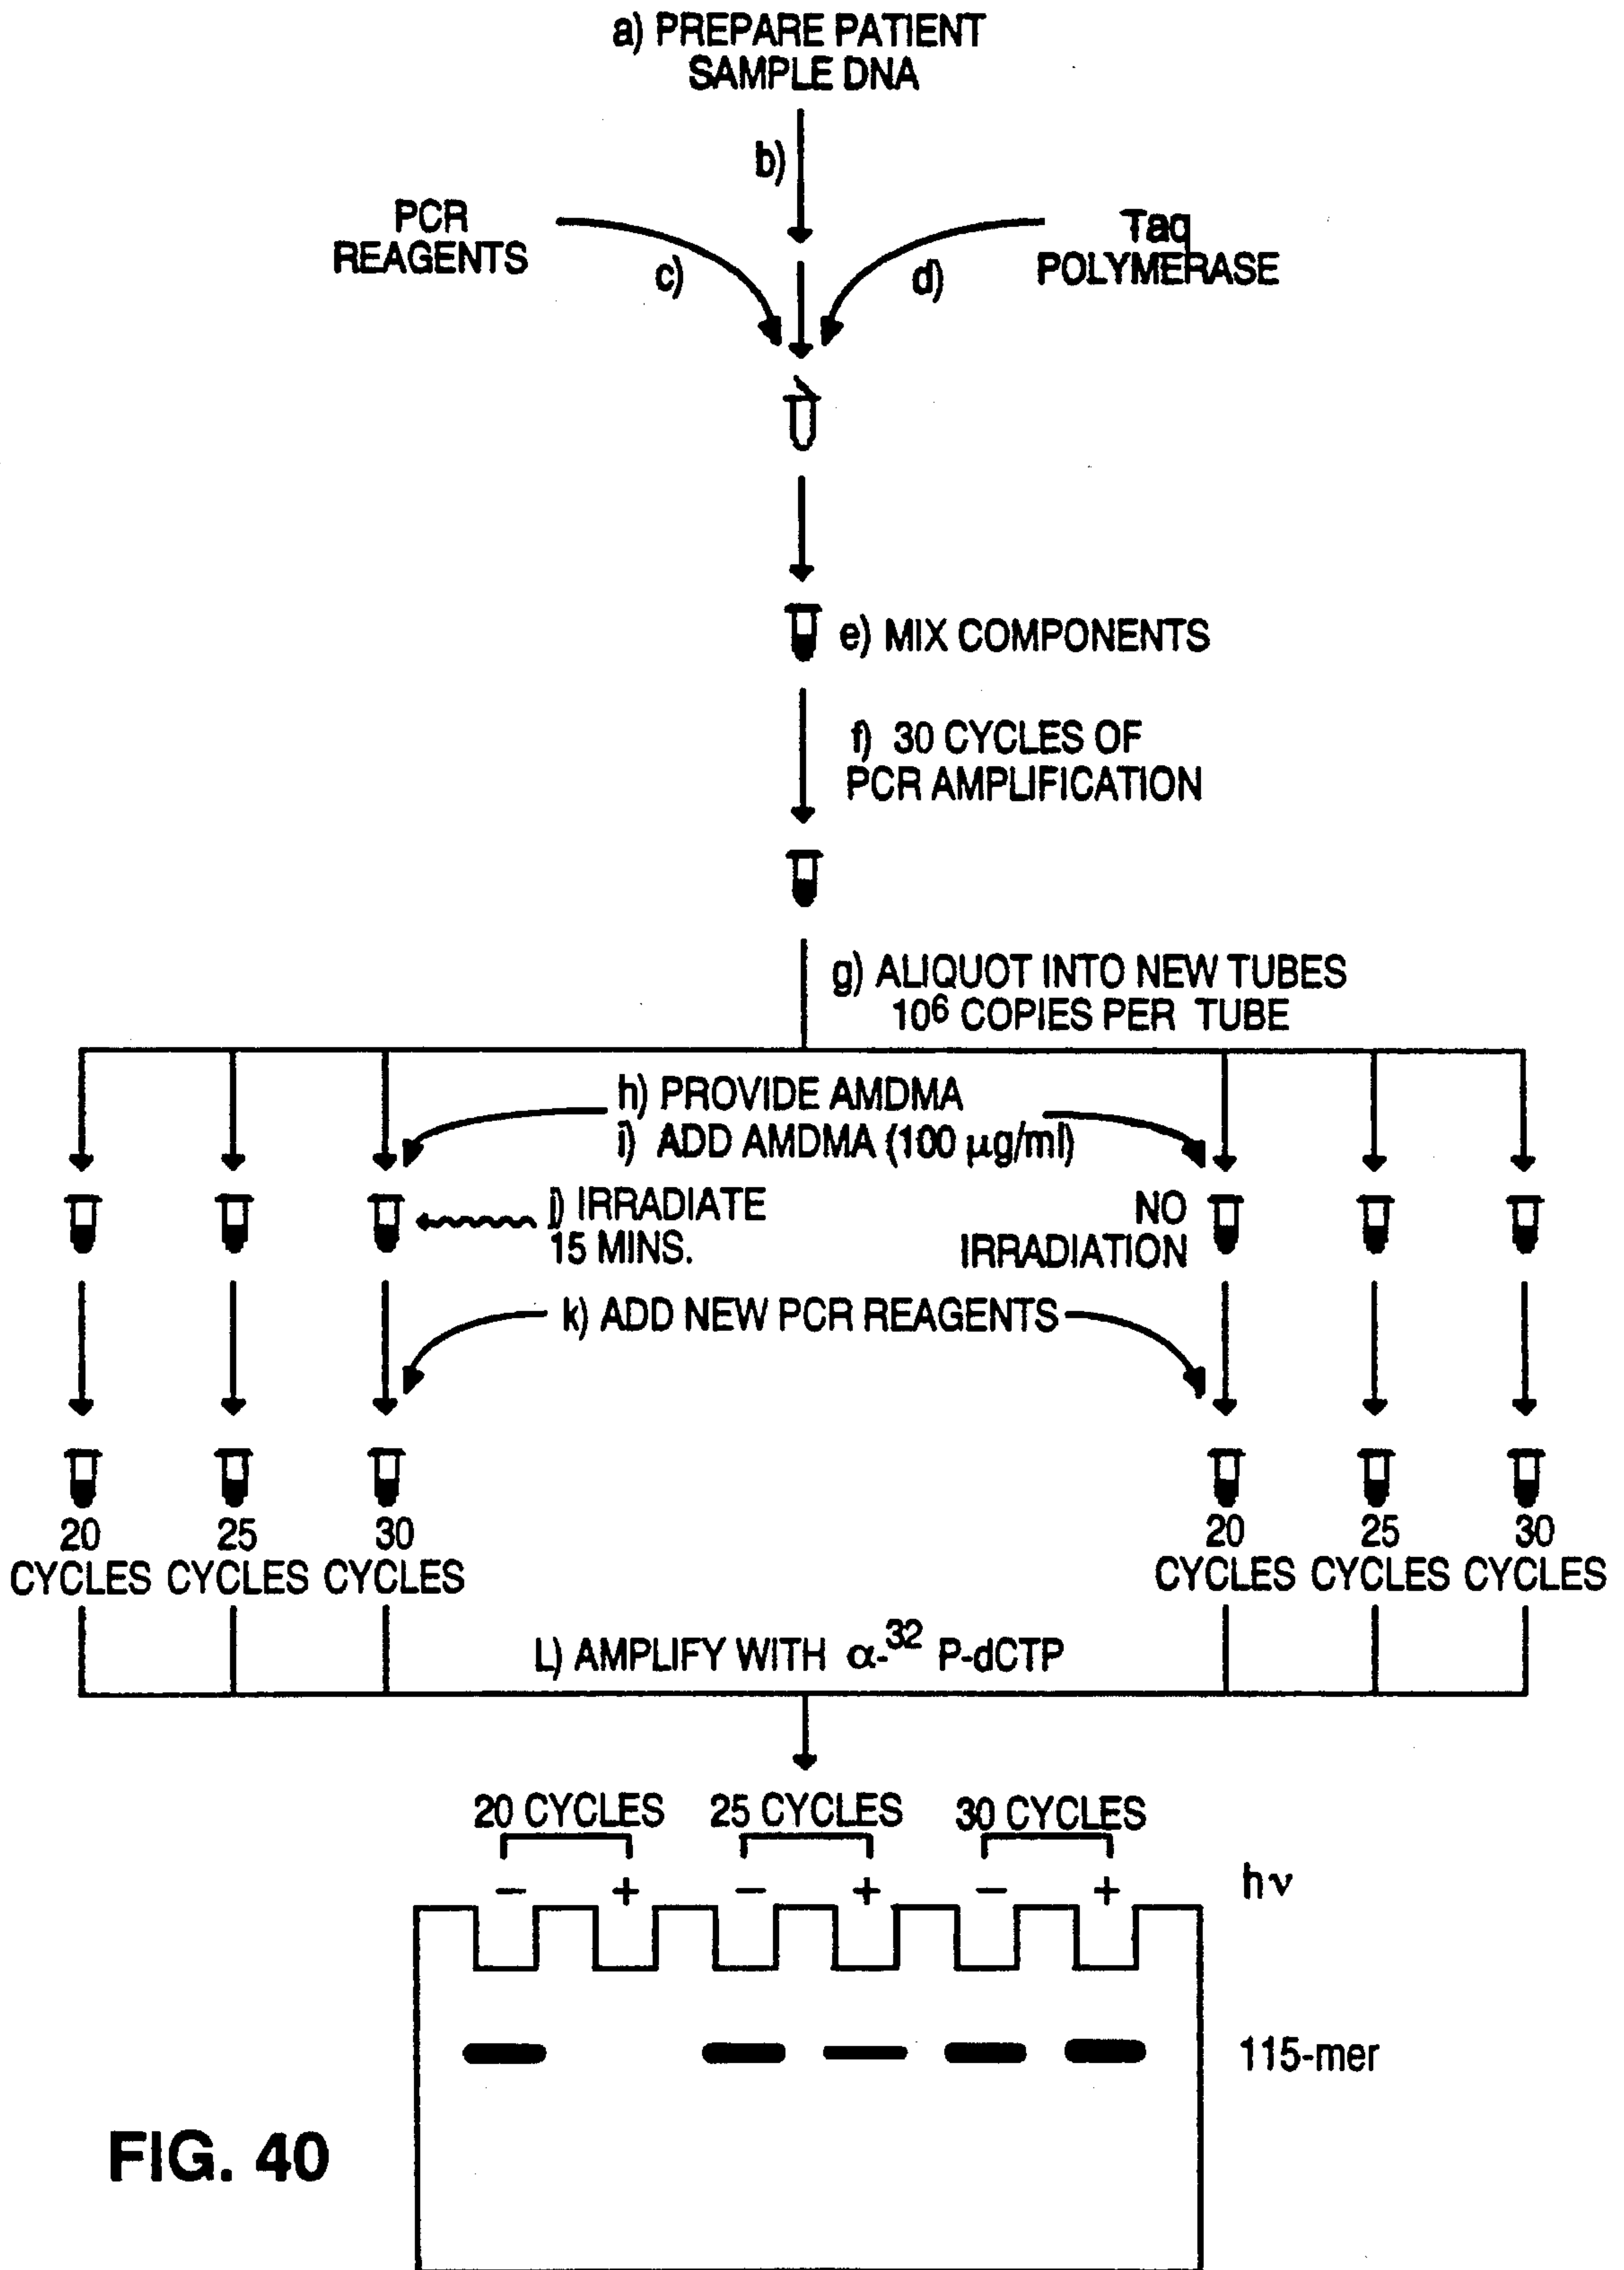 a) PREPARE PATIENT
SAMPLE DNA
b)
PCR
REAGENTS
c)
d)
Taq
POLYMERASE
e) MIX COMPONENTS
f) 30 CYCLES OF
PCR AMPLIFICATION
g) ALIQUOT INTO NEW TUBES
10⁶ COPIES PER TUBE
h) PROVIDE AMDMA
i) ADD AMDMA (100 µg/ml)
j) IRRADIATE
15 MINS.
NO
IRRADIATION
k) ADD NEW PCR REAGENTS
20 25 30 20 25 30
CYCLES CYCLES CYCLES CYCLES CYCLES CYCLES
L) AMPLIFY WITH α-³² P-dCTP
20 CYCLES 25 CYCLES 30 CYCLES
− + − + − + hν
115-mer
FIG. 40